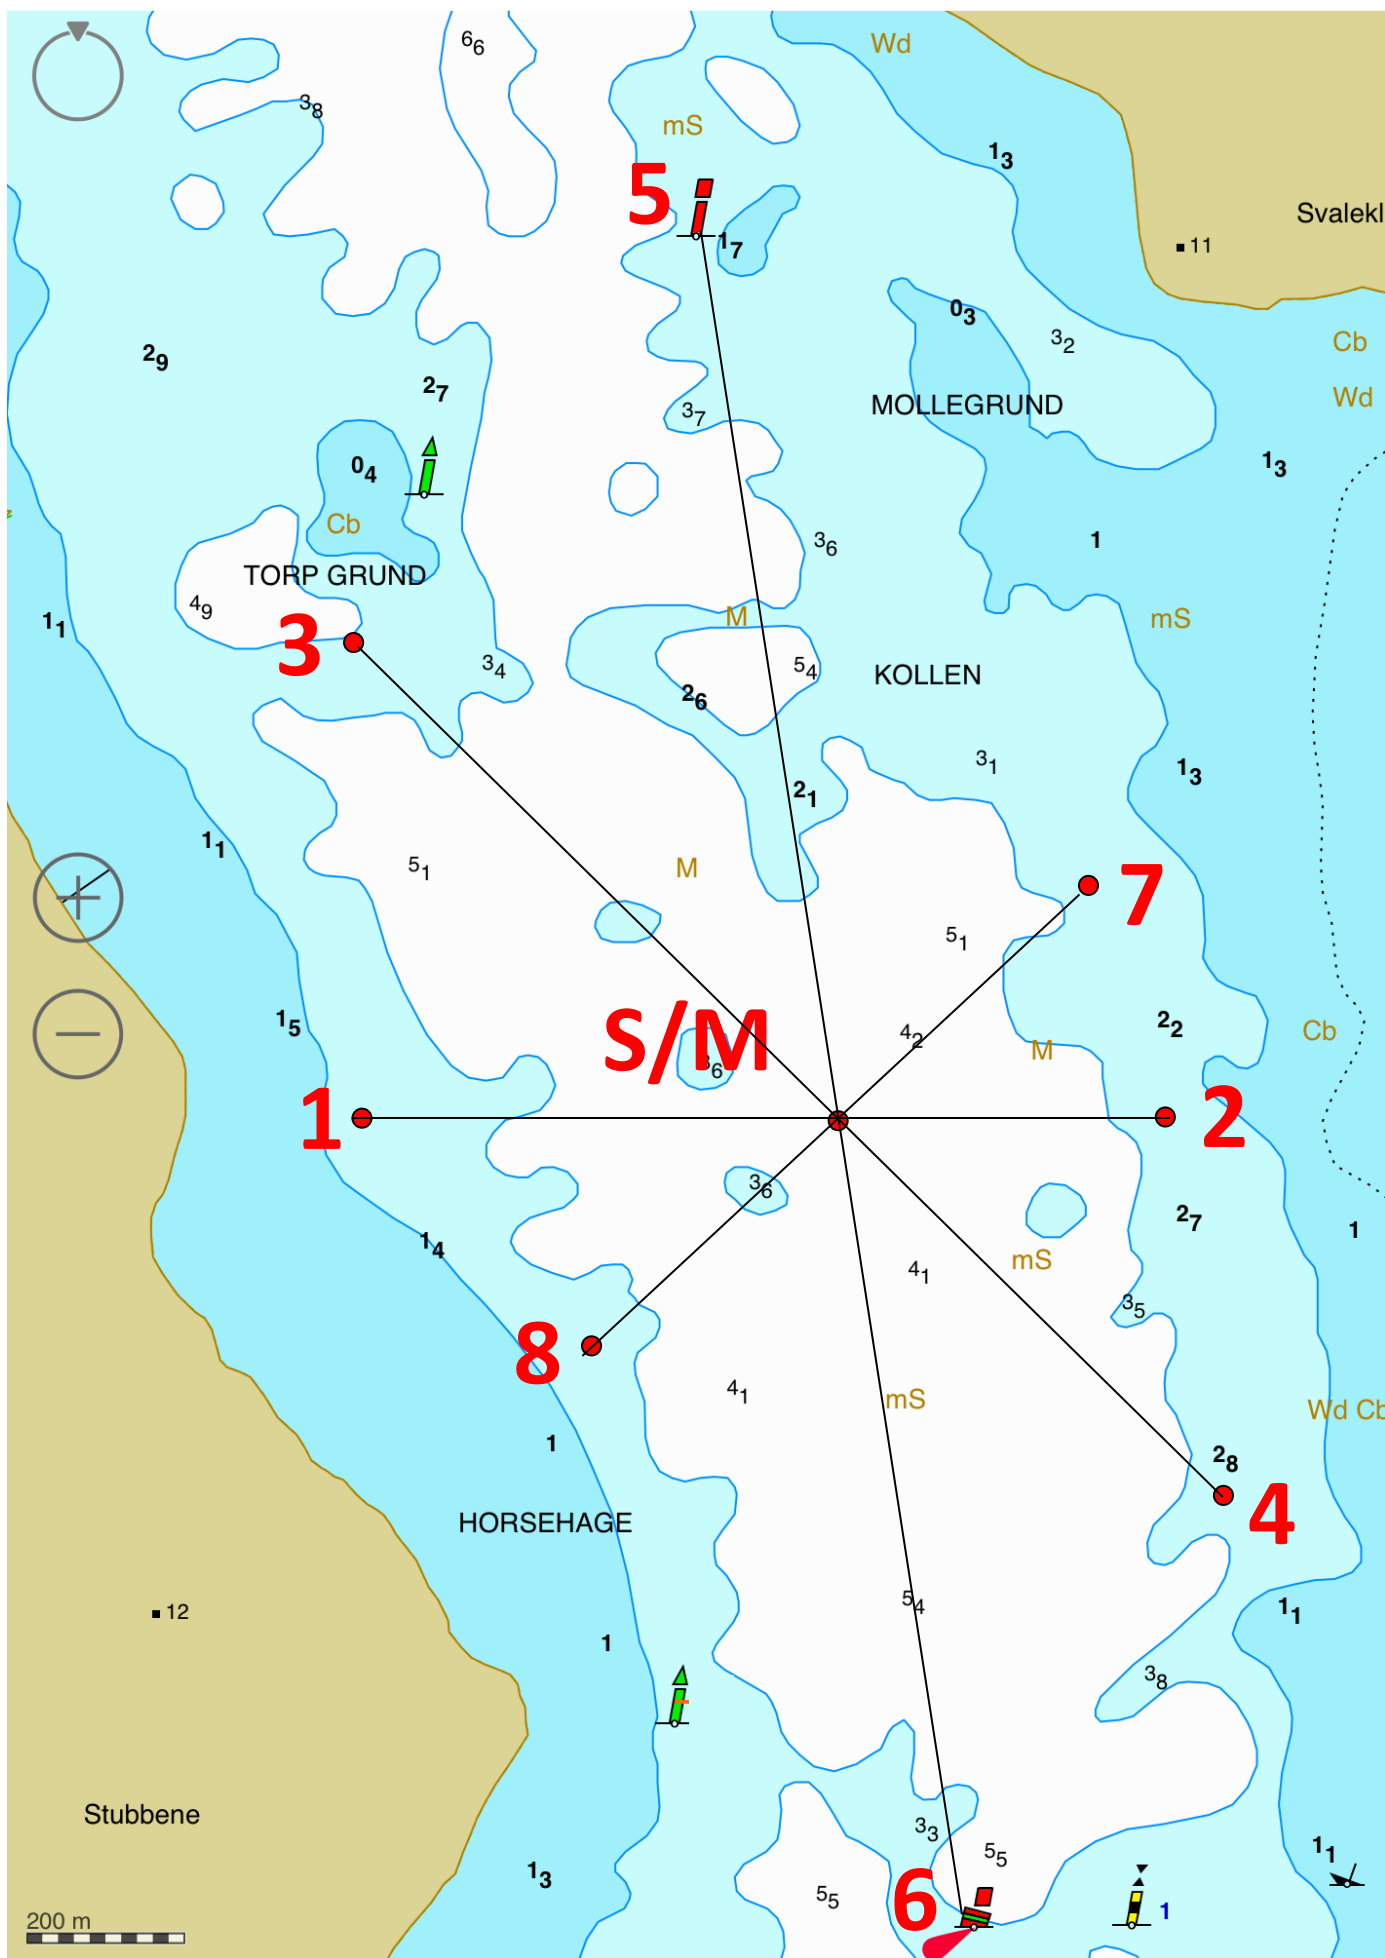 6₆
Wd
3₈
mS
1₃
5
Svalekl
1₇
11
0₃
3₂
Cb
2₉
2₇
Wd
3₇
MOLLEGRUND
0₄
1₃
Cb
3₆
1
TORP GRUND
4₉
M
mS
1₁
3
3₄
5₄
KOLLEN
2₆
3₁
1₃
2₁
1₁
5₁
M
7
5₁
1₅
S/M
3₆
4₂
2₂
Cb
M
1
2
3₆
2₇
1
1₄
4₁
mS
3₅
8
4₁
mS
Wd Cb
1
2₈
4
HORSEHAGE
5₄
1₁
12
1
3₈
Stubbene
3₃
1₁
5₅
1₃
5₅
6
1
200 m